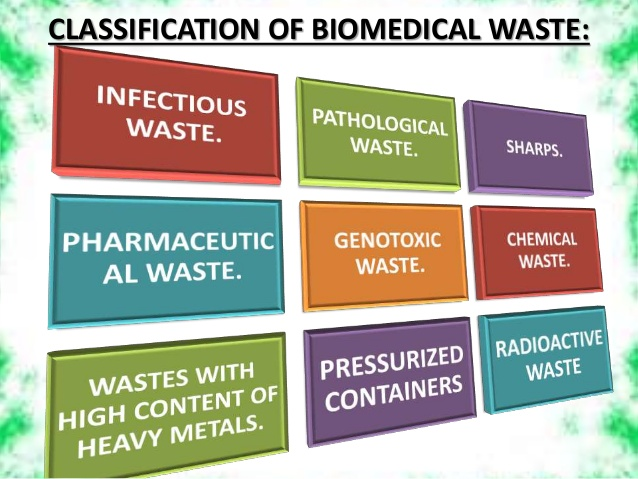 CLASSIFICATION OF BIOMEDICAL WASTE:
INFECTIOUS
WASTE.
PATHOLOGICAL
WASTE.
SHARPS.
PHARMACEUTIC
AL WASTE.
GENOTOXIC
WASTE.
CHEMICAL
WASTE.
WASTES WITH
HIGH CONTENT OF
HEAVY METALS.
PRESSURIZED
CONTAINERS
RADIOACTIVE
WASTE